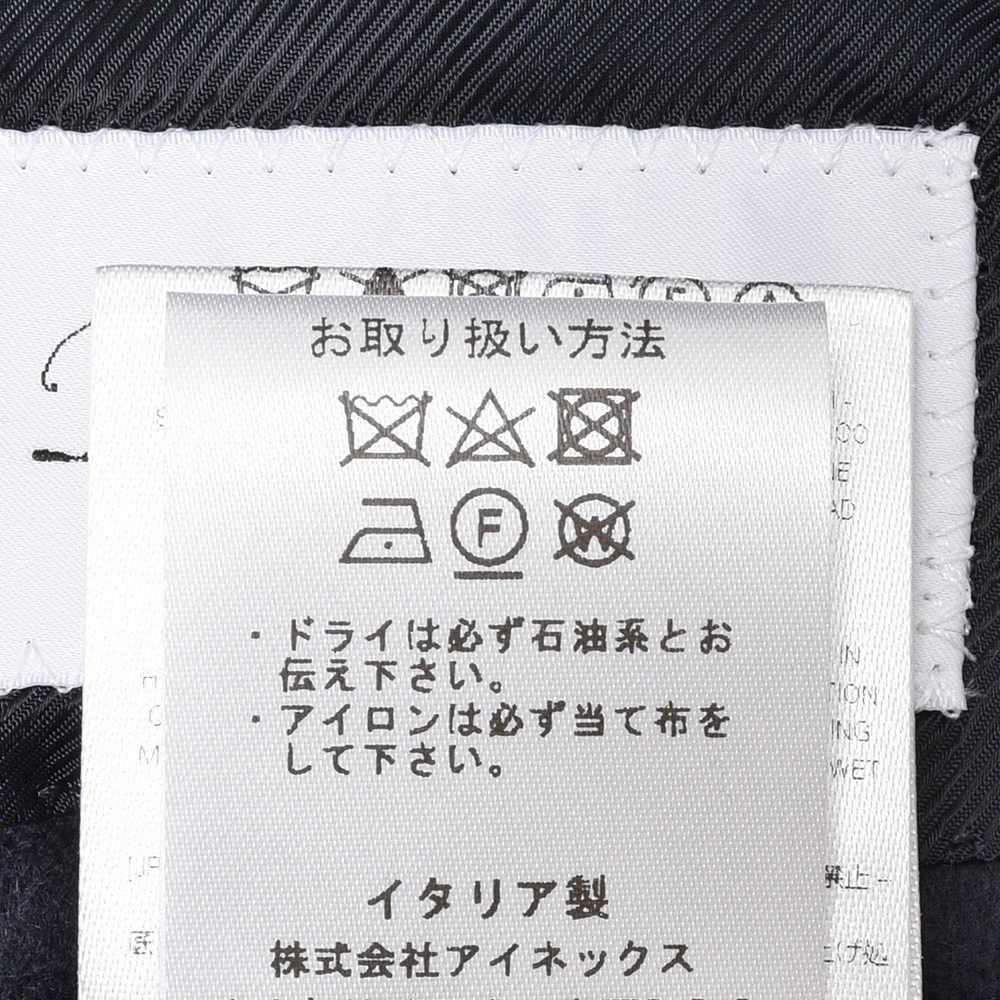 お取り扱い方法
F
W
・ドライは必ず石油系とお
伝え下さい。
・アイロンは必ず当て布を
して下さい。
イタリア製
株式会社アイネックス